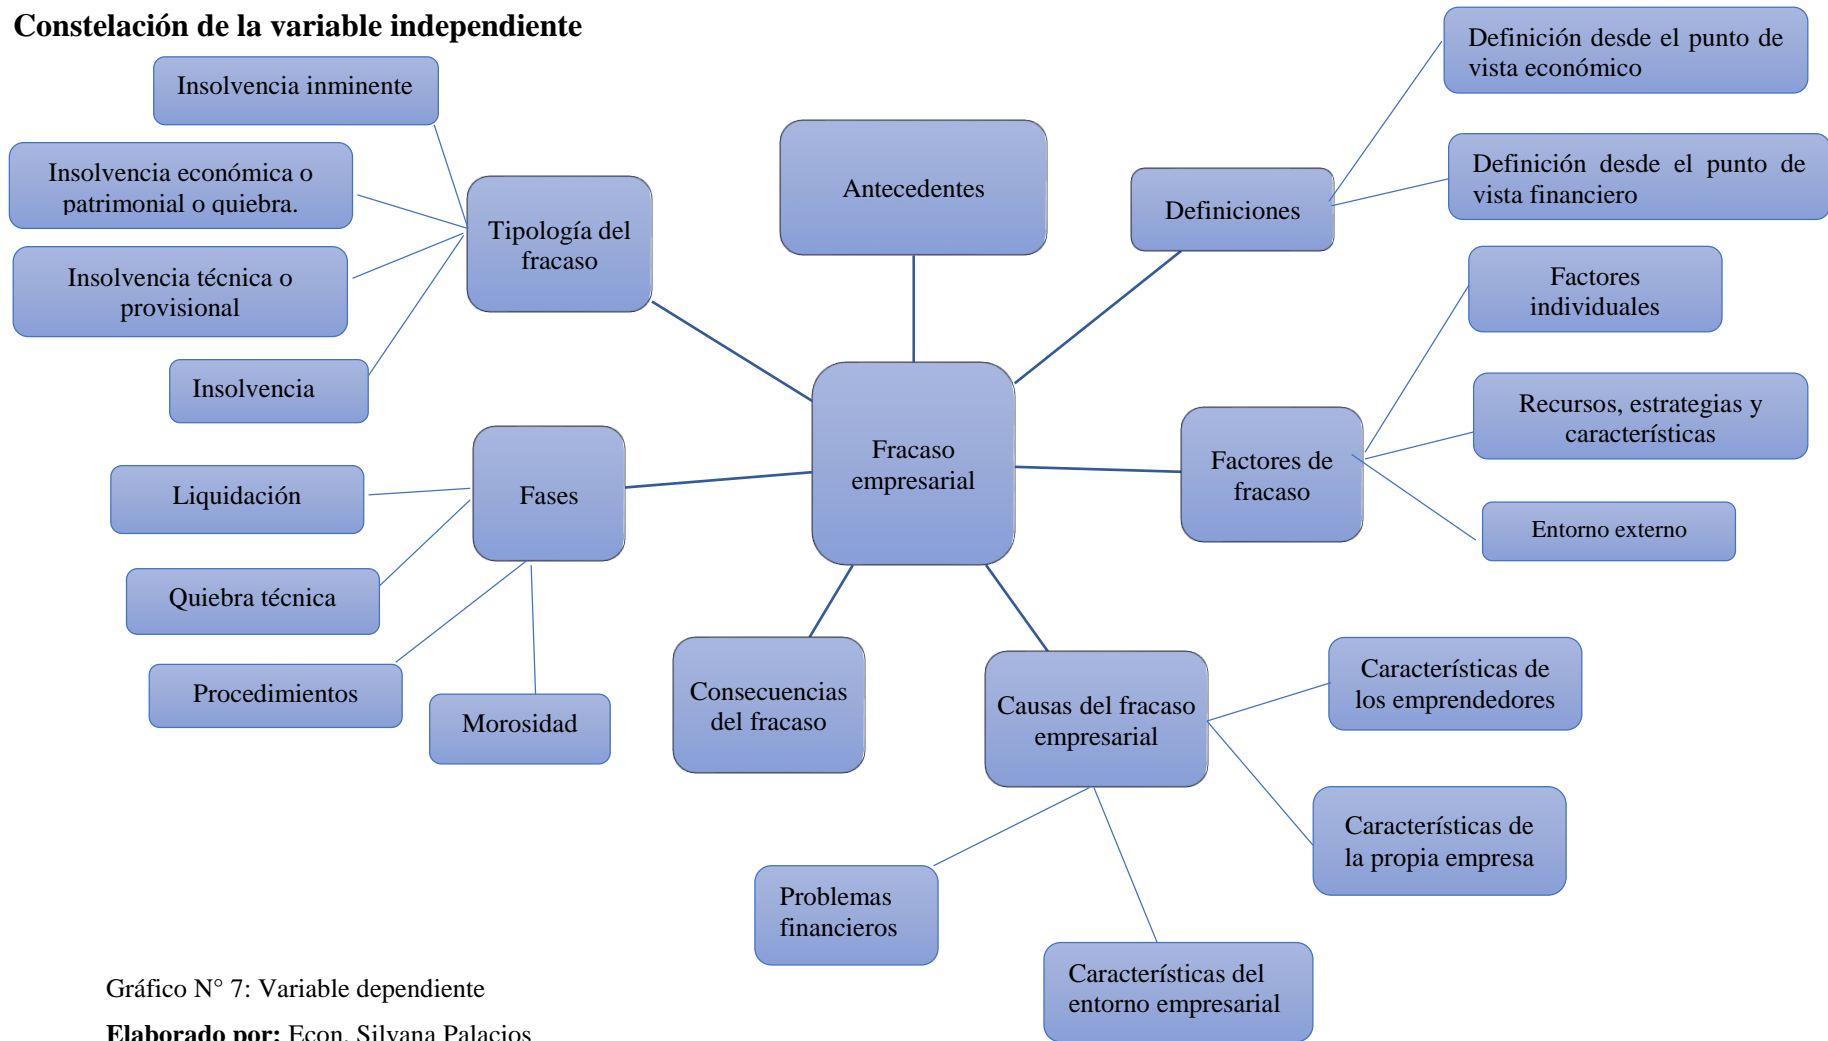 Constelación de la variable independiente
Insolvencia inminente
Insolvencia económica o
patrimonial o quiebra.
Insolvencia técnica o
provisional
Insolvencia
Tipología del
fracaso
Antecedentes
Definiciones
Definición desde el punto de
vista económico
Definición desde el punto de
vista financiero
Factores
individuales
Recursos, estrategias y
características
Entorno externo
Factores de
fracaso
Fracaso
empresarial
Fases
Liquidación
Quiebra técnica
Procedimientos
Morosidad
Consecuencias
del fracaso
Causas del fracaso
empresarial
Características de
los emprendedores
Características de
la propia empresa
Problemas
financieros
Características del
entorno empresarial
Gráfico N° 7: Variable dependiente
Elaborado por: Econ. Silvana Palacios